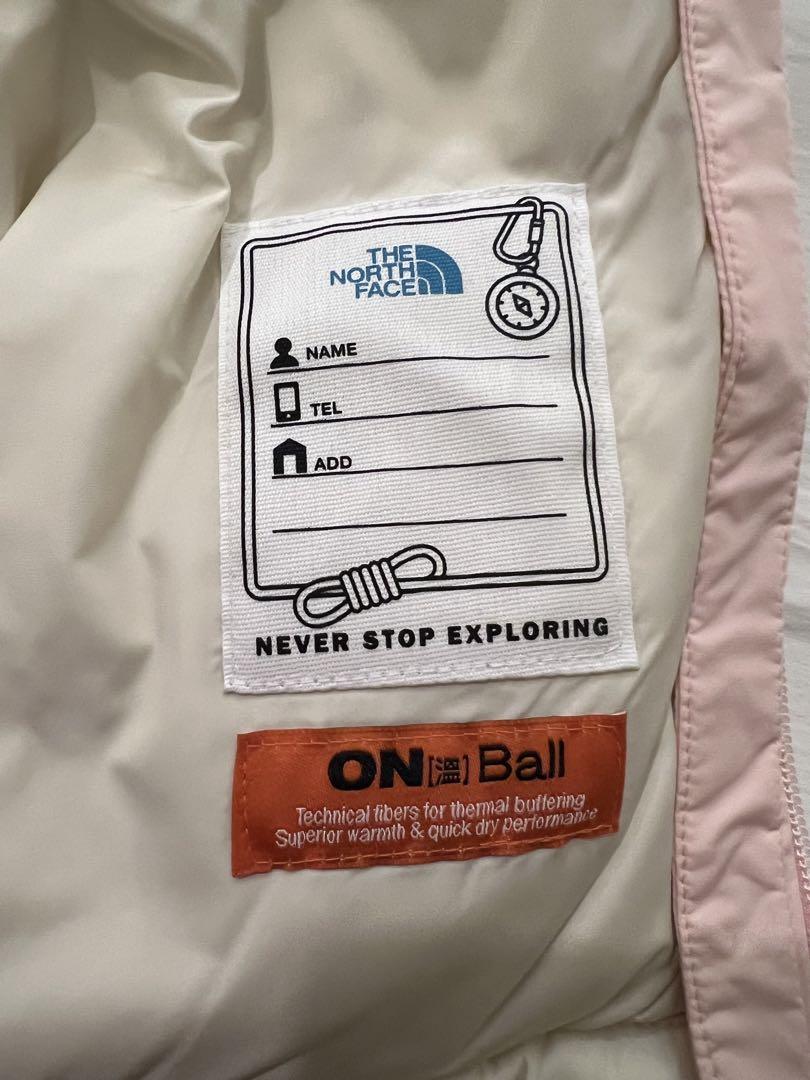 THE
NORTH
FACE
NAME
TEL
ADD
NEVER STOP EXPLORING
ON[溫] Ball
Technical fibers for thermal buffering
Superior warmth & quick dry performance